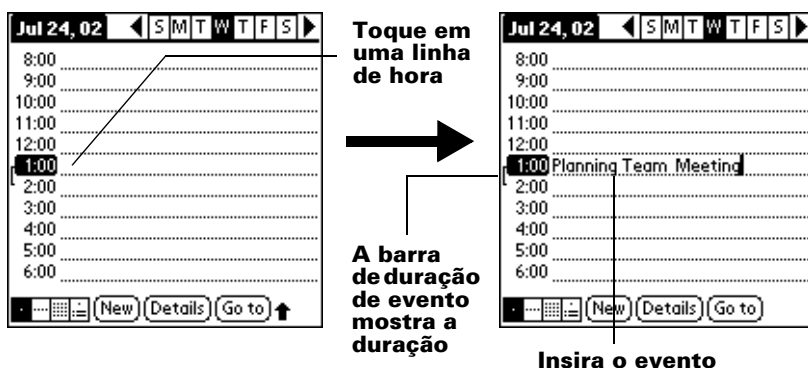 Jul 24, 02 S M T W T F S
8:00
9:00
10:00
11:00
12:00
1:00
2:00
3:00
4:00
5:00
6:00
New Details Go to
Toque em
uma linha
de hora
A barra
de duração
de evento
mostra a
duração
Jul 24, 02 S M T W T F S
8:00
9:00
10:00
11:00
12:00
1:00 Planning Team Meeting
2:00
3:00
4:00
5:00
6:00
New Details Go to
Insira o evento